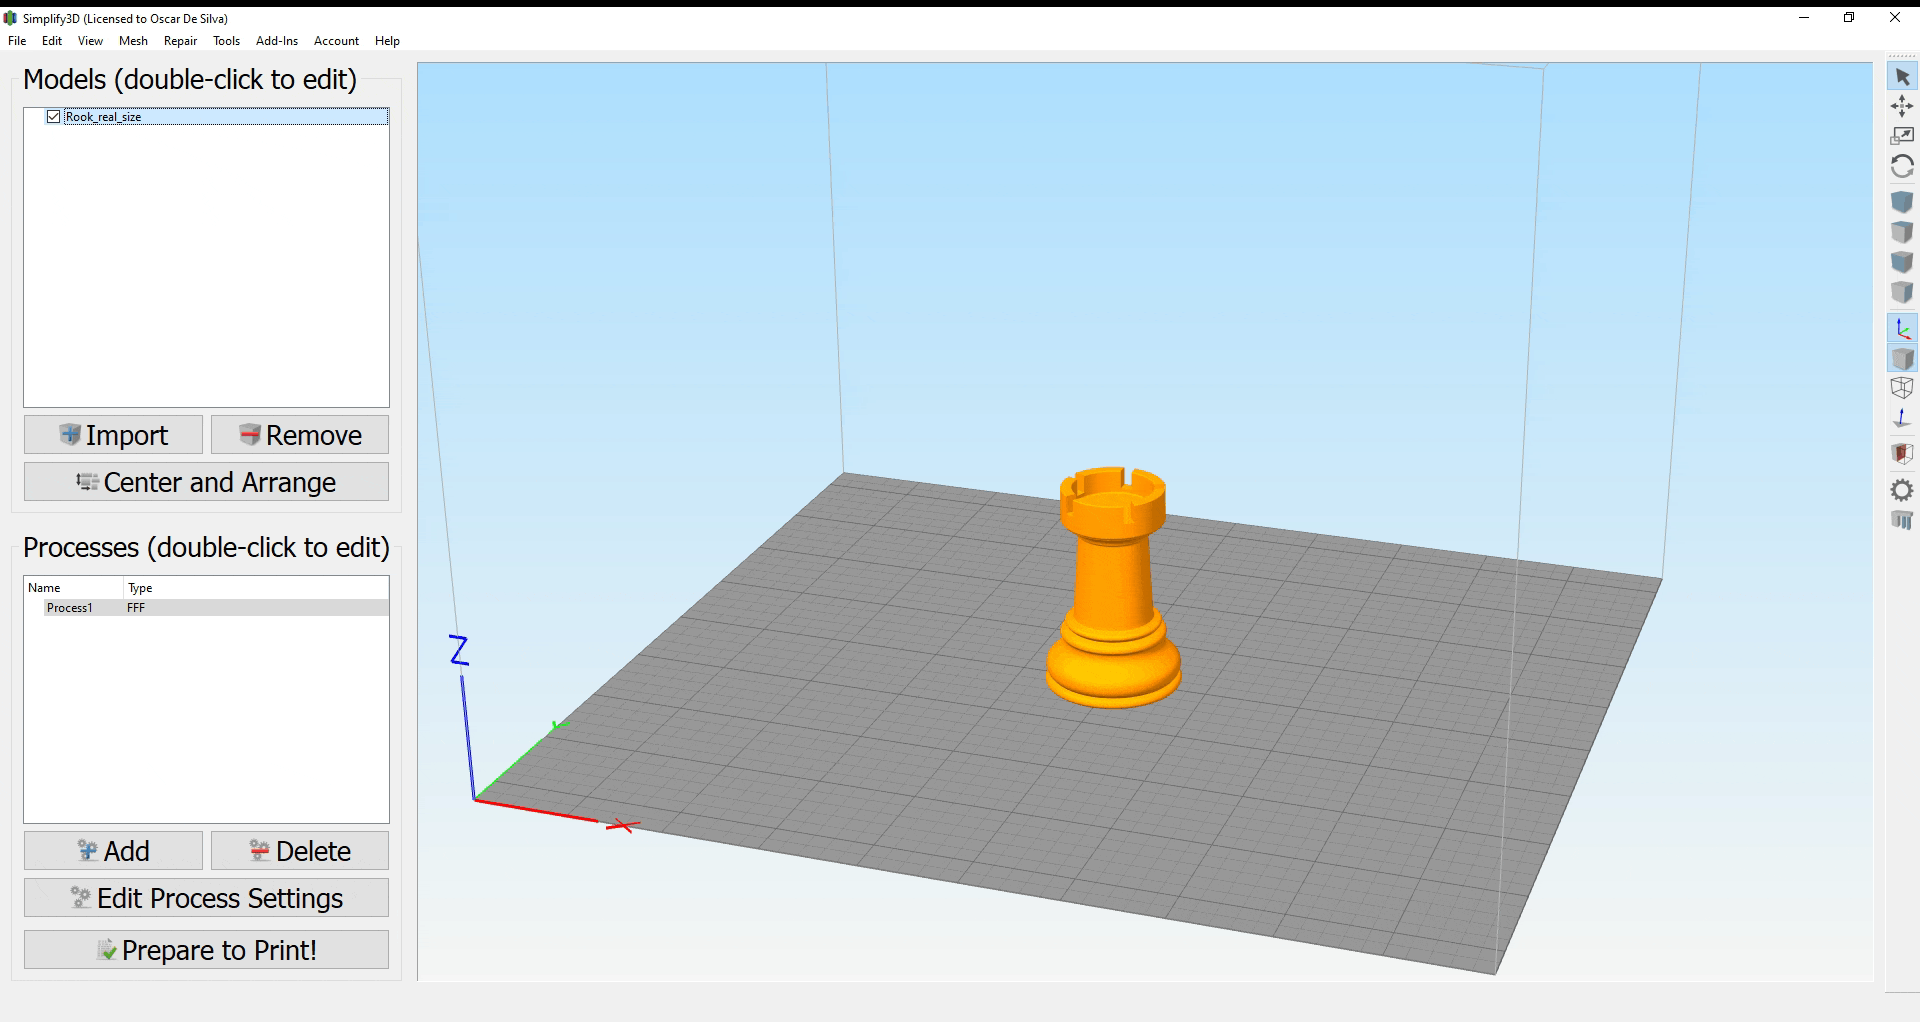 Simplify3D (Licensed to Oscar De Silva)
File Edit View Mesh Repair Tools Add-Ins Account Help
Models (double-click to edit)
Rook_real_size
Import Remove
Center and Arrange
Processes (double-click to edit)
Name Type
Process1 FFF
Add Delete
Edit Process Settings
Prepare to Print!
Z
Y
X